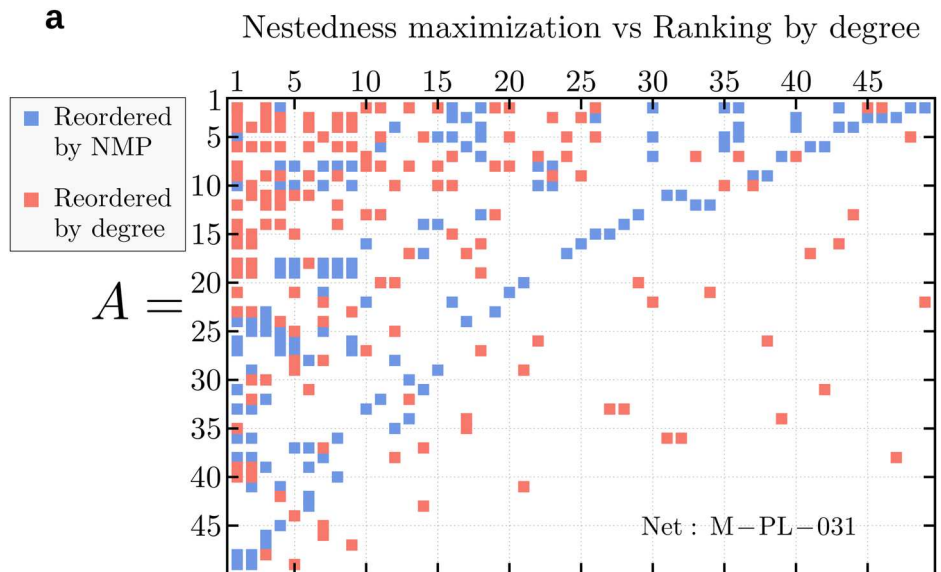 a
Nestedness maximization vs Ranking by degree
1 5 10 15 20 25 30 35 40 45
Reordered
by NMP
Reordered
by degree
A =
1
5
10
15
20
25
30
35
40
45
Net : M−PL−031